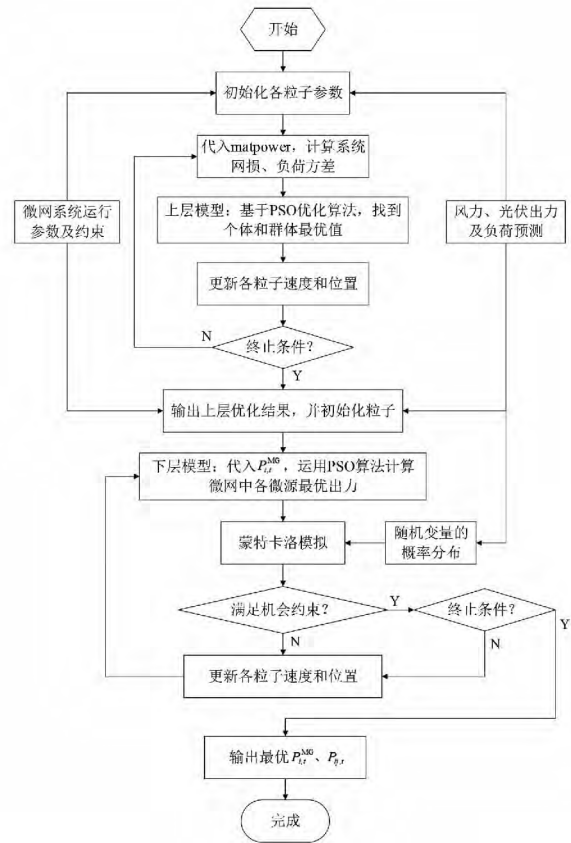 开始
初始化各粒子参数
代入matpower，计算系统
网损、负荷方差
微网系统运行
参数及约束
上层模型：基于PSO优化算法，找到
个体和群体最优值
风力、光伏出力
及负荷预测
更新各粒子速度和位置
N
终止条件？
Y
输出上层优化结果，并初始化粒子
下层模型：代入P_{i,t}^{MG}，运用PSO算法计算
微网中各微源最优出力
蒙特卡洛模拟
随机变量的
概率分布
满足机会约束？
Y
终止条件？
Y
N
N
更新各粒子速度和位置
输出最优P_{i,t}^{MG}、P_{ij,t}
完成